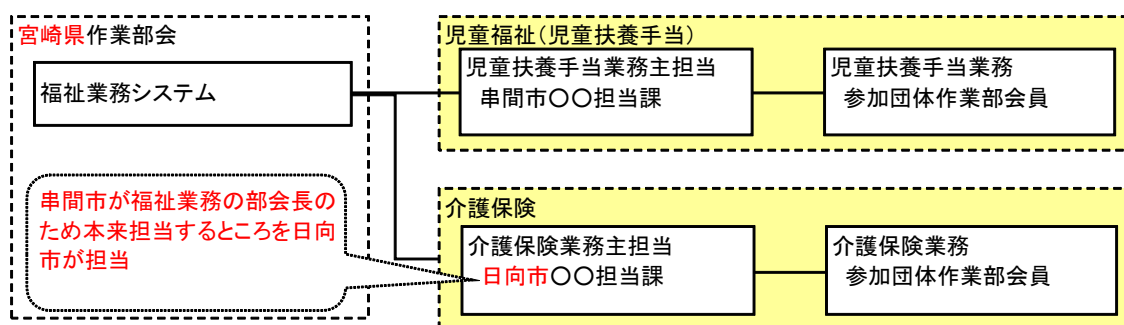 宮崎県作業部会
福祉業務システム
串間市が福祉業務の部会長の
ため本来担当するところを日向
市が担当
児童福祉(児童扶養手当)
児童扶養手当業務主担当
串間市〇〇担当課
児童扶養手当業務
参加団体作業部会員
介護保険
介護保険業務主担当
日向市〇〇担当課
介護保険業務
参加団体作業部会員